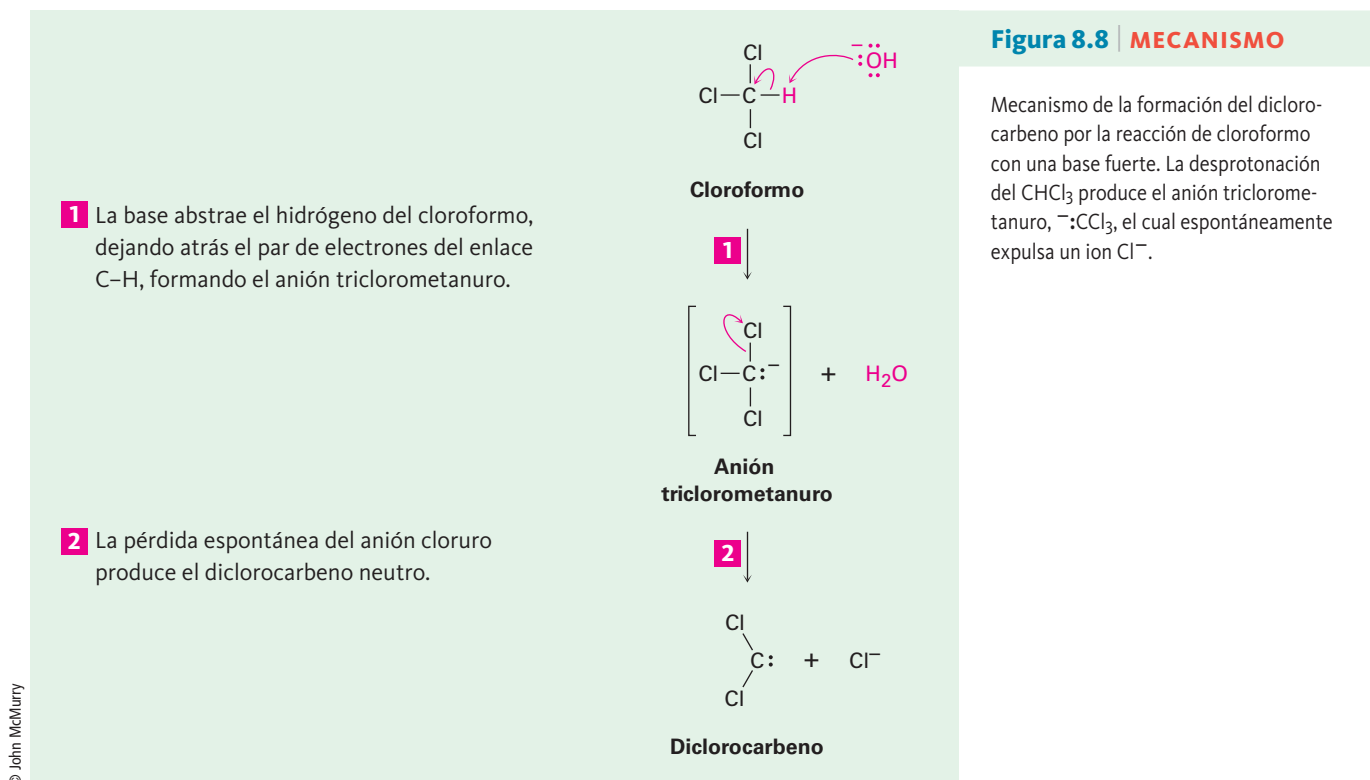 Figura 8.8 | MECANISMO
Mecanismo de la formación del dicloro-
carbeno por la reacción de cloroformo
con una base fuerte. La desprotonación
del CHCl₃ produce el anión triclorome-
tanuro, ⁻:CCl₃, el cual espontáneamente
expulsa un ion Cl⁻.
Cl
Cl—C—H
Cl
⁻:ÖH
Cloroformo
1 La base abstrae el hidrógeno del cloroformo,
dejando atrás el par de electrones del enlace
C–H, formando el anión triclorometanuro.
1
Cl
Cl—C:⁻ + H₂O
Cl
Anión
triclorometanuro
2 La pérdida espontánea del anión cloruro
produce el diclorocarbeno neutro.
2
Cl
C: + Cl⁻
Cl
Diclorocarbeno
© John McMurry